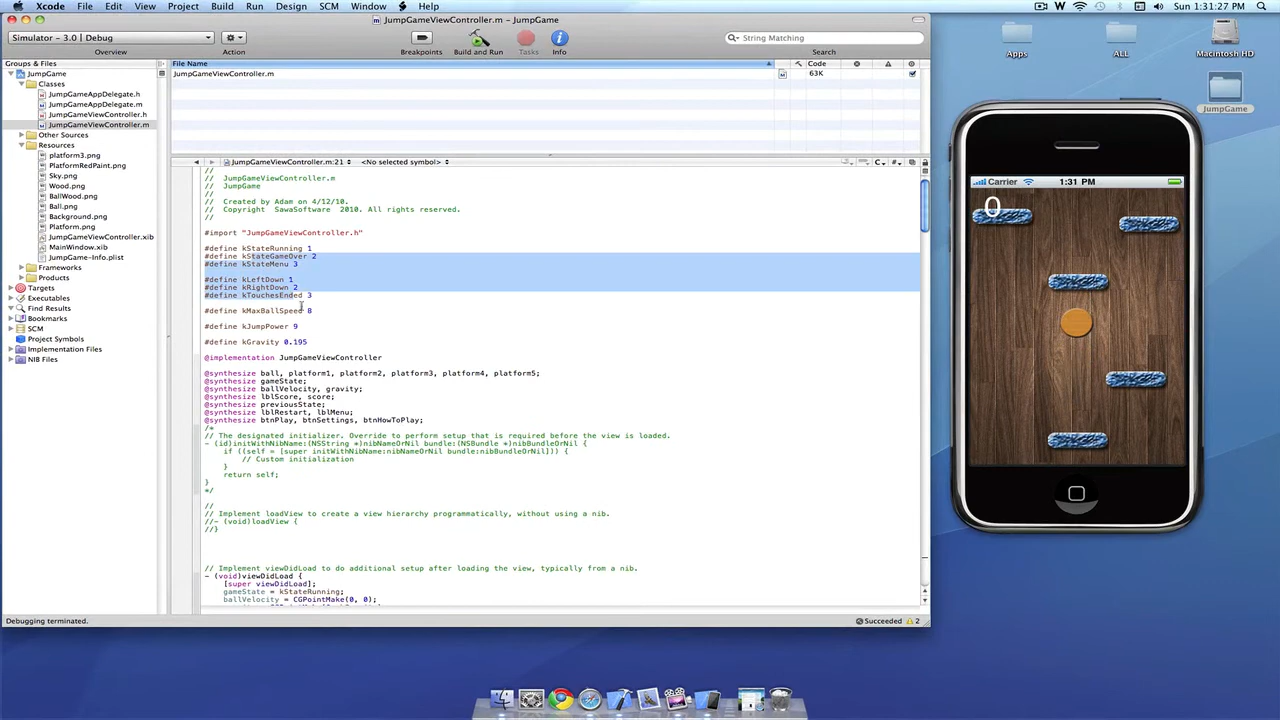 Xcode File Edit View Project Build Run Design SCM Window Help
Sun 1:31:27 PM
JumpGameViewController.m - JumpGame
Simulator - 3.0 | Debug
String Matching
Overview Action Breakpoints Build and Run Tasks Info Search
Groups & Files
File Name Code
JumpGame
JumpGameViewController.m 63K
Classes
JumpGameAppDelegate.h
JumpGameAppDelegate.m
JumpGameViewController.h
JumpGameViewController.m
Other Sources
Resources
platform3.png
PlatformRedPaint.png
Sky.png
Wood.png
BallWood.png
Ball.png
Background.png
Platform.png
JumpGameViewController.xib
MainWindow.xib
JumpGame-Info.plist
Frameworks
Products
Targets
Executables
Find Results
Bookmarks
SCM
Project Symbols
Implementation Files
NIB Files
JumpGameViewController.m:21 <No selected symbol>
C
#
//
// JumpGameViewController.m
// JumpGame
//
// Created by Adam on 4/12/10.
// Copyright SawaSoftware 2010. All rights reserved.
//
#import "JumpGameViewController.h"
#define kStateRunning 1
#define kStateGameOver 2
#define kStateMenu 3
#define kLeftDown 1
#define kRightDown 2
#define kTouchesEnded 3
#define kMaxBallSpeed 8
#define kJumpPower 9
#define kGravity 0.195
@implementation JumpGameViewController
@synthesize ball, platform1, platform2, platform3, platform4, platform5;
@synthesize gameState;
@synthesize ballVelocity, gravity;
@synthesize lblScore, score;
@synthesize previousState;
@synthesize lblRestart, lblMenu;
@synthesize btnPlay, btnSettings, btnHowToPlay;
/*
// The designated initializer. Override to perform setup that is required before the view is loaded.
- (id)initWithNibName:(NSString *)nibNameOrNil bundle:(NSBundle *)nibBundleOrNil {
if ((self = [super initWithNibName:nibNameOrNil bundle:nibBundleOrNil])) {
// Custom initialization
}
return self;
}
*/
//
// Implement loadView to create a view hierarchy programmatically, without using a nib.
//- (void)loadView {
//}
// Implement viewDidLoad to do additional setup after loading the view, typically from a nib.
- (void)viewDidLoad {
[super viewDidLoad];
gameState = kStateRunning;
ballVelocity = CGPointMake(0, 0);
Debugging terminated.
Succeeded 2
Apps
ALL
Macintosh HD
JumpGame
Carrier 1:31 PM
0